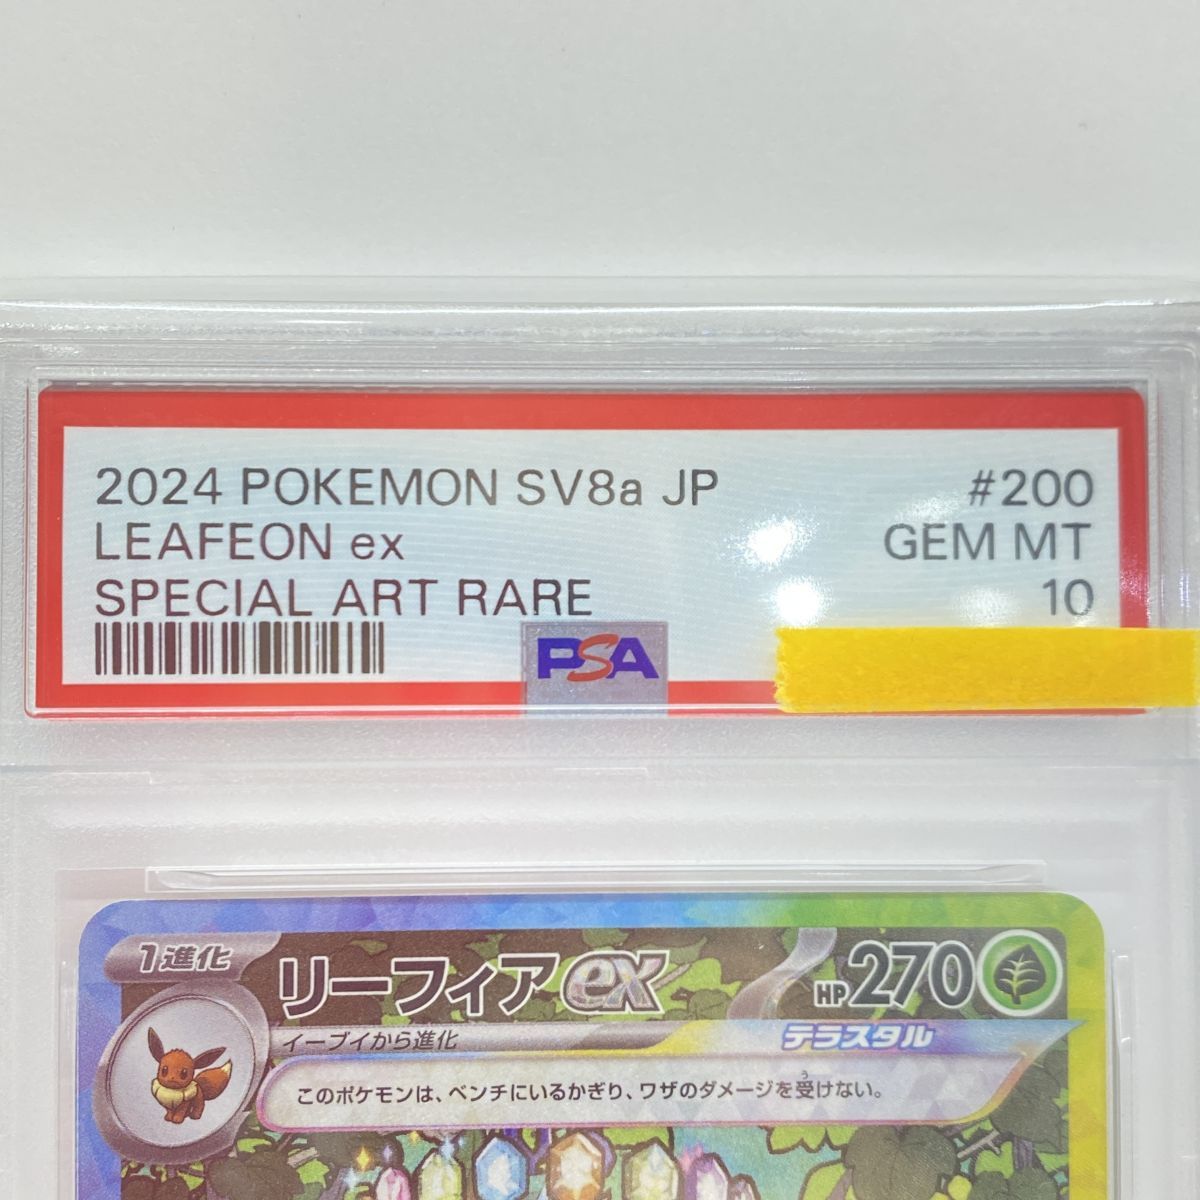 2024 POKEMON SV8a JP #200
LEAFEON ex GEM MT
SPECIAL ART RARE 10
PSA
1進化
リーフィアex HP270
イーブイから進化
テラスタル
このポケモンは、ベンチにいるかぎり、ワザのダメージを受けない。
う